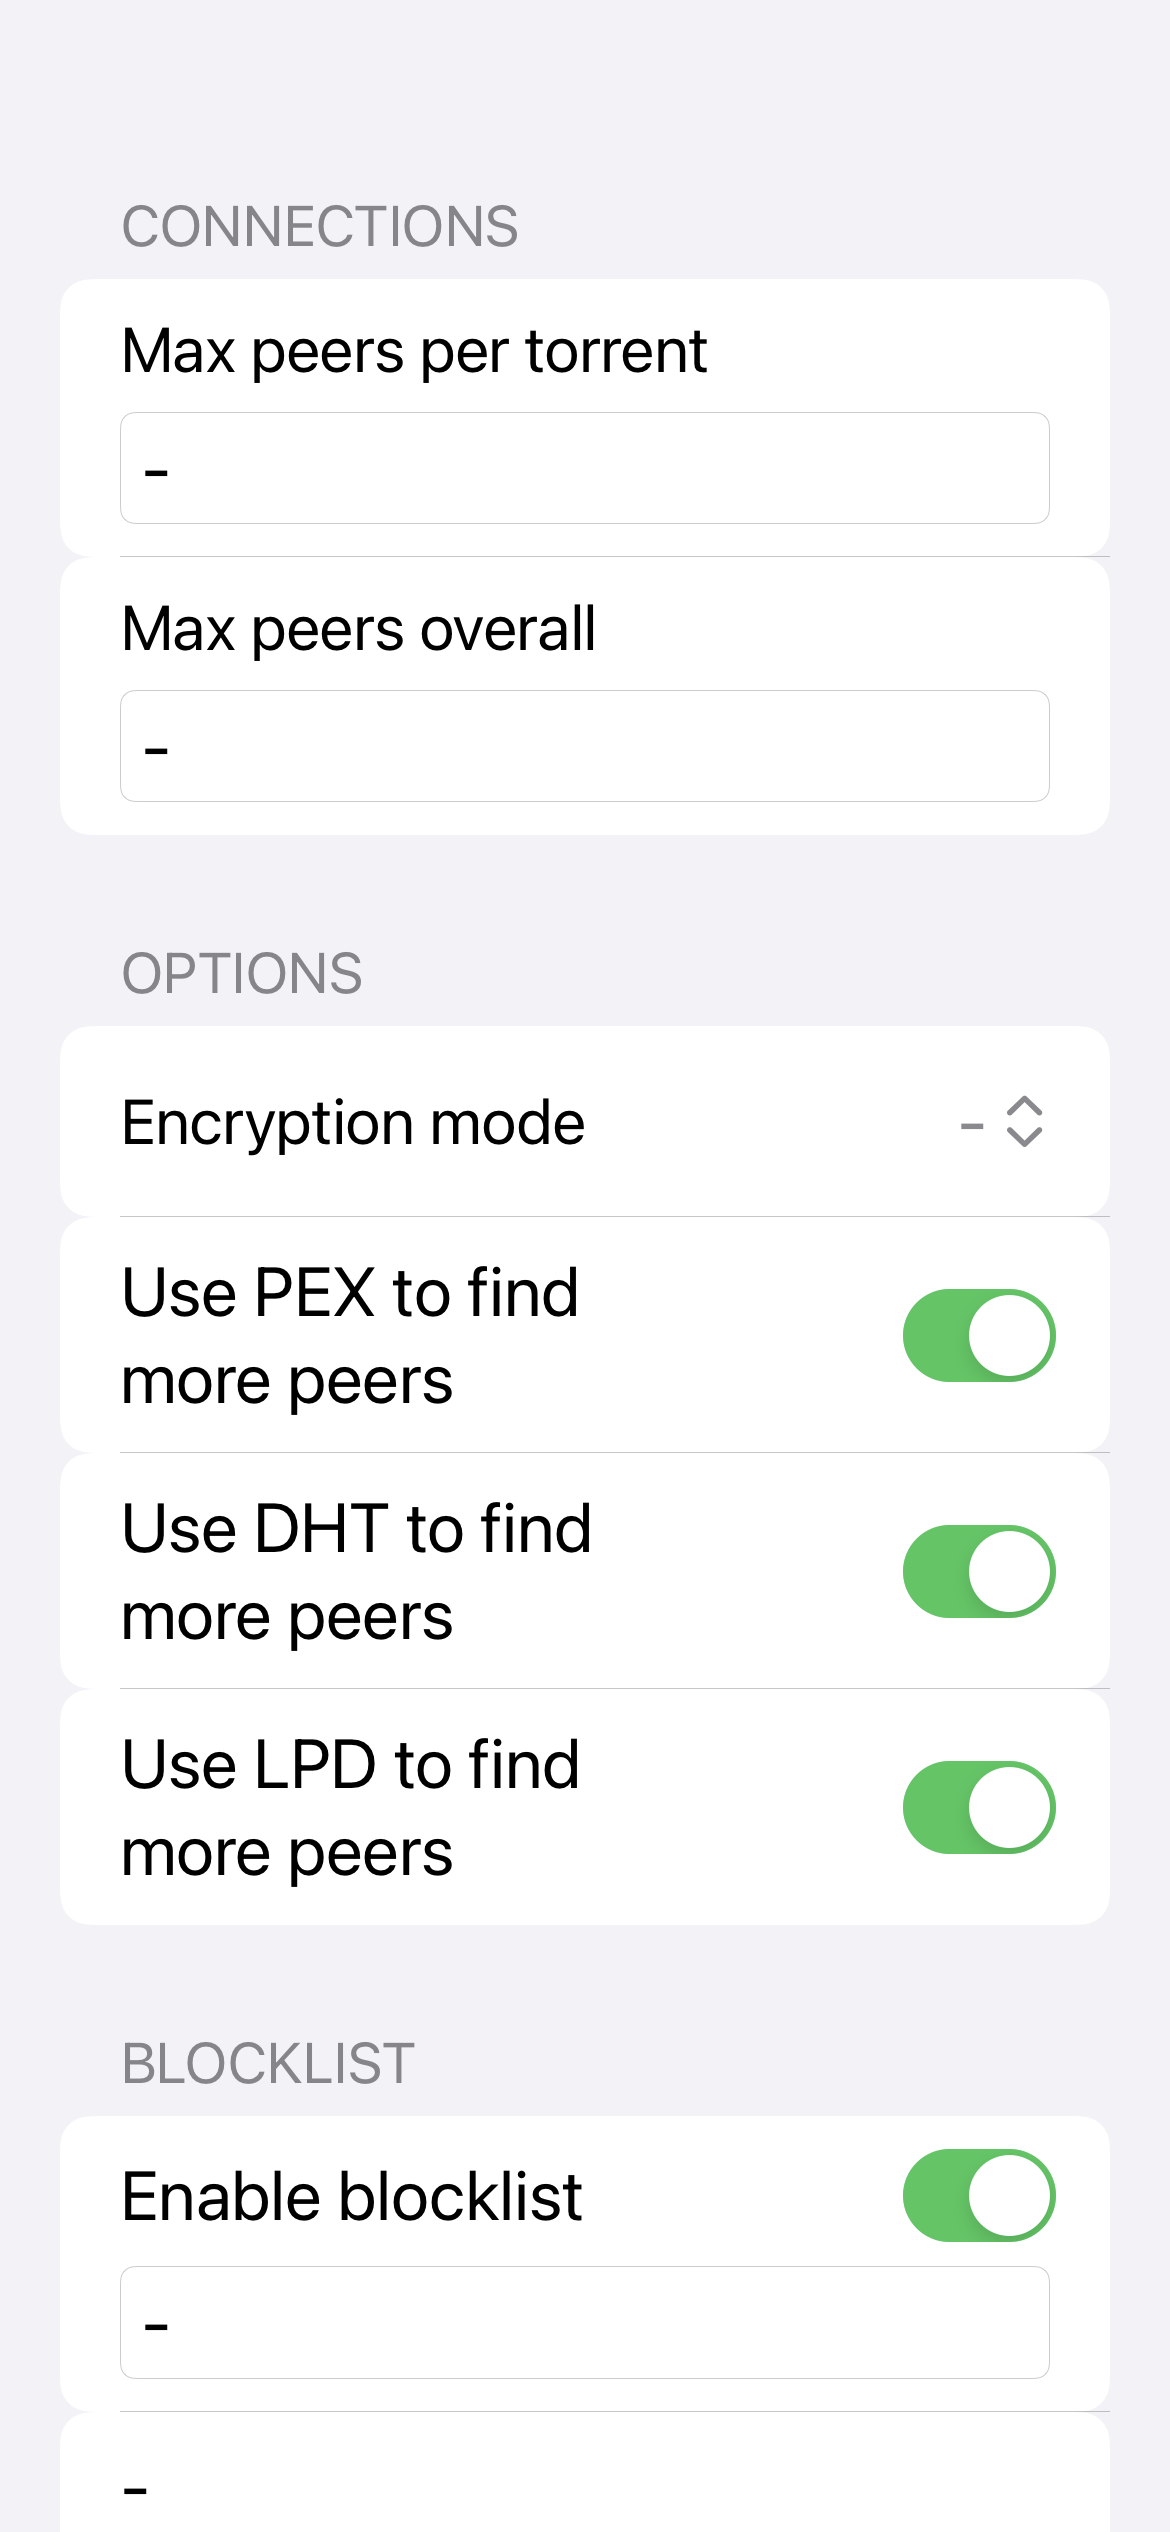 CONNECTIONS
Max peers per torrent
-
Max peers overall
-
OPTIONS
Encryption mode -
Use PEX to find
more peers
Use DHT to find
more peers
Use LPD to find
more peers
BLOCKLIST
Enable blocklist
-
-